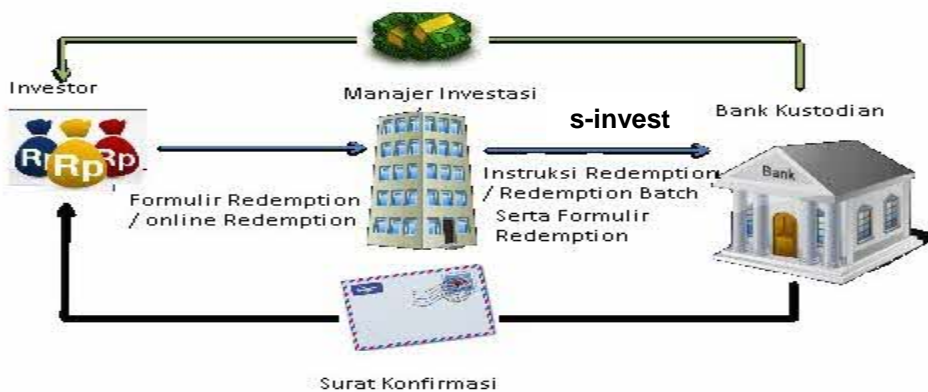 Investor
Rp Rp Rp
Manajer Investasi
s-invest
Bank Kustodian
Bank
Formulir Redemption
/ online Redemption
Instruksi Redemption
/ Redemption Batch
Serta Formulir
Redemption
Surat Konfirmasi